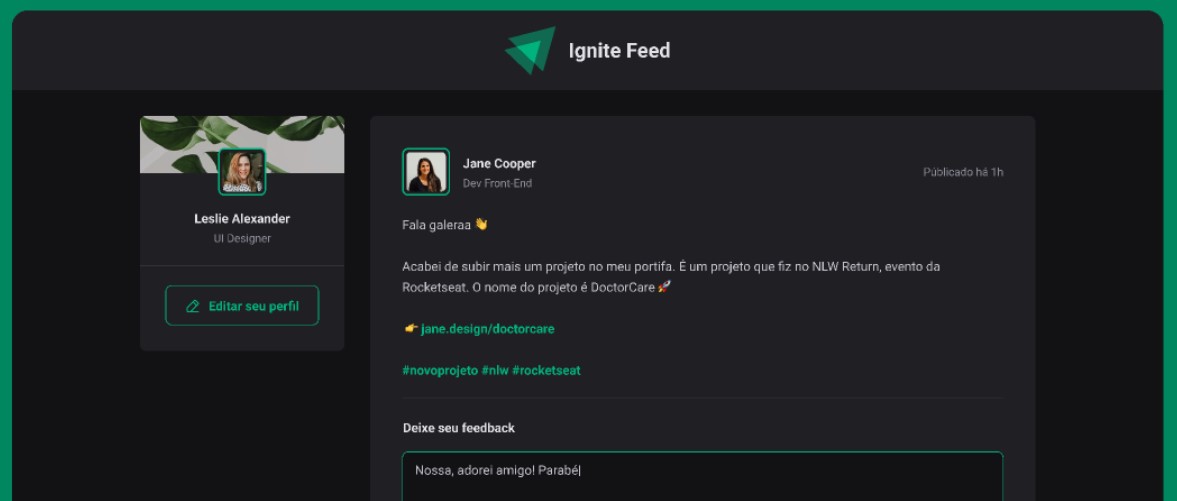 Ignite Feed
Leslie Alexander
UI Designer
Editar seu perfil
Jane Cooper
Dev Front-End
Públicado há 1h
Fala galeraa 👋
Acabei de subir mais um projeto no meu portifa. É um projeto que fiz no NLW Return, evento da
Rocketseat. O nome do projeto é DoctorCare 🚀
👉 jane.design/doctorcare
#novoprojeto #nlw #rocketseat
Deixe seu feedback
Nossa, adorei amigo! Parabé